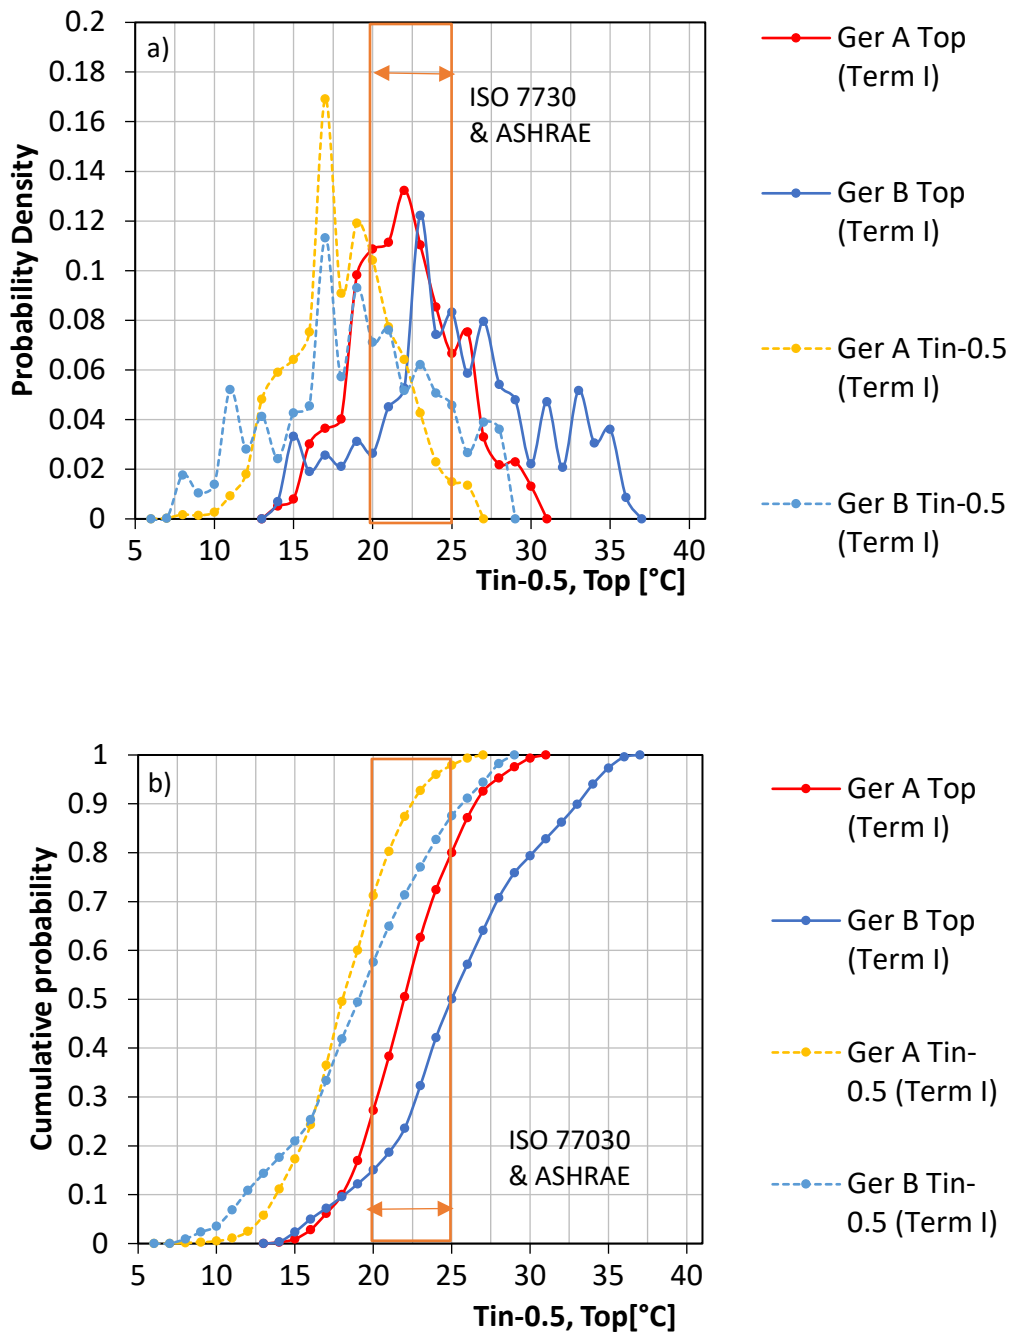 a)
0.2
0.18
0.16
0.14
0.12
0.1
0.08
0.06
0.04
0.02
0
Probability Density
ISO 7730
& ASHRAE
5 10 15 20 25 30 35 40
Tin-0.5, Top [°C]
Ger A Top
(Term I)
Ger B Top
(Term I)
Ger A Tin-0.5
(Term I)
Ger B Tin-0.5
(Term I)
b)
1
0.9
0.8
0.7
0.6
0.5
0.4
0.3
0.2
0.1
0
Cumulative probability
ISO 77030
& ASHRAE
5 10 15 20 25 30 35 40
Tin-0.5, Top[°C]
Ger A Top
(Term I)
Ger B Top
(Term I)
Ger A Tin-
0.5 (Term I)
Ger B Tin-
0.5 (Term I)